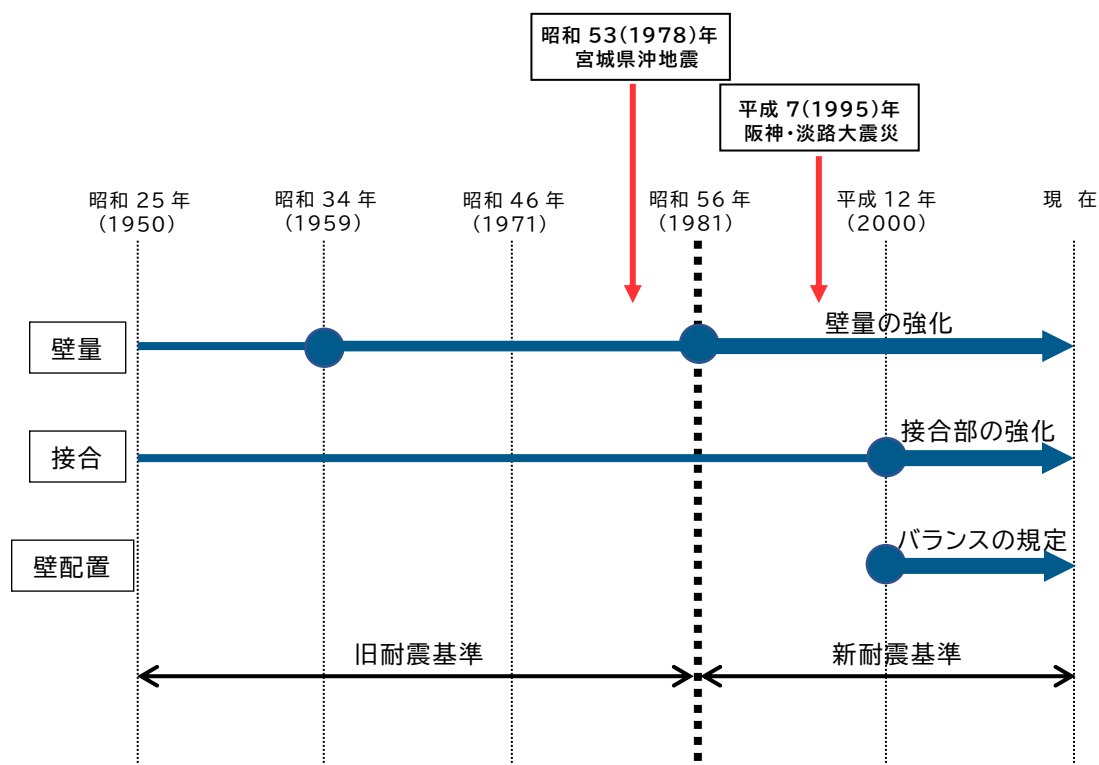 昭和 53(1978)年
宮城県沖地震
平成 7(1995)年
阪神・淡路大震災
昭和 25 年
(1950)
昭和 34 年
(1959)
昭和 46 年
(1971)
昭和 56 年
(1981)
平成 12 年
(2000)
現 在
壁量
壁量の強化
接合
接合部の強化
壁配置
バランスの規定
旧耐震基準
新耐震基準